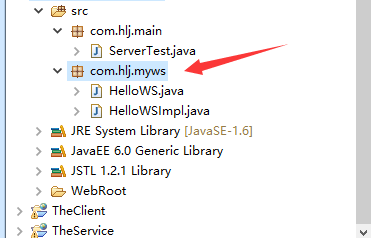 src
com.hlj.main
ServerTest.java
com.hlj.myws
HelloWS.java
HelloWSImpl.java
JRE System Library [JavaSE-1.6]
JavaEE 6.0 Generic Library
JSTL 1.2.1 Library
WebRoot
TheClient
TheService